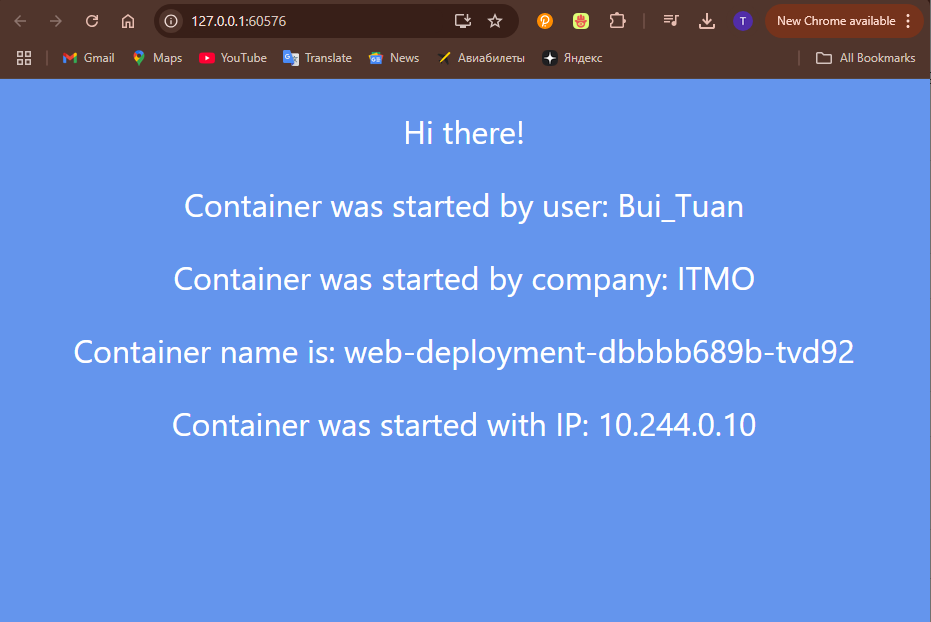 127.0.0.1:60576
T
New Chrome available
Gmail
Maps
YouTube
Translate
News
Авиабилеты
Яндекс
All Bookmarks
Hi there!
Container was started by user: Bui_Tuan
Container was started by company: ITMO
Container name is: web-deployment-dbbbb689b-tvd92
Container was started with IP: 10.244.0.10